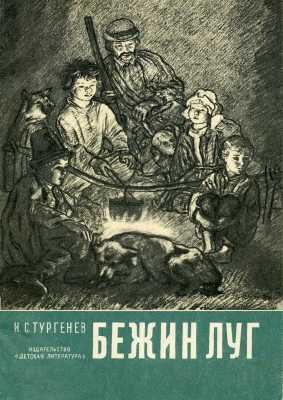 И.С.ТУРГЕНЕВ
БЕЖИН ЛУГ
ИЗДАТЕЛЬСТВО
«ДЕТСКАЯ ЛИТЕРАТУРА»